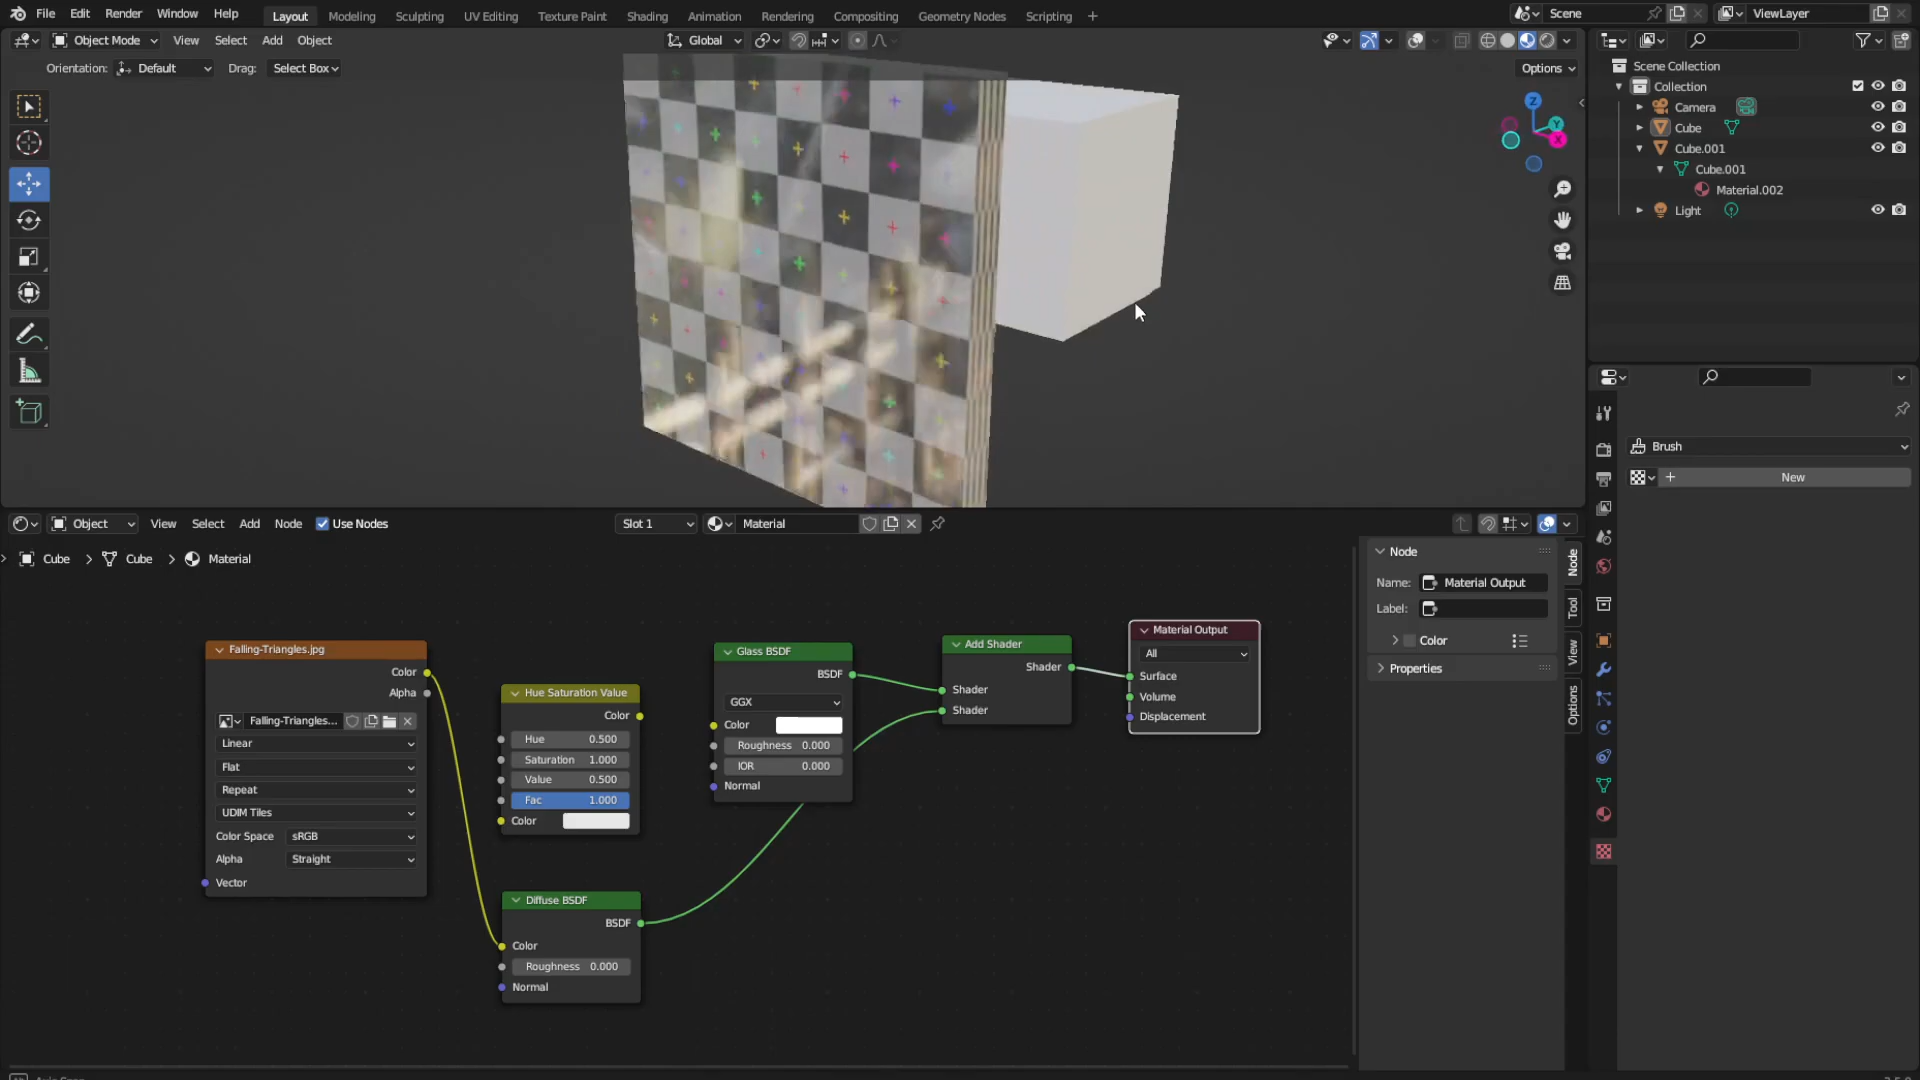 File Edit Render Window Help Layout Modeling Sculpting UV Editing Texture Paint Shading Animation Rendering Compositing Geometry Nodes Scripting + Scene ViewLayer
Object Mode View Select Add Object Global
Orientation: Default Drag: Select Box Options
Scene Collection
Collection
Camera
Cube
Cube.001
Cube.001
Material.002
Light
Z
Y
X
Brush
+ New
Object View Select Add Node Use Nodes Slot 1 Material
Cube > Cube > Material
Falling-Triangles.jpg
Color
Alpha
Falling-Triangles...
Linear
Flat
Repeat
UDIM Tiles
Color Space sRGB
Alpha Straight
Vector
Hue Saturation Value
Color
Hue 0.500
Saturation 1.000
Value 0.500
Fac 1.000
Color
Diffuse BSDF
BSDF
Color
Roughness 0.000
Normal
Glass BSDF
BSDF
GGX
Color
Roughness 0.000
IOR 0.000
Normal
Add Shader
Shader
Shader
Shader
Material Output
All
Surface
Volume
Displacement
Node
Name: Material Output
Label:
Color
Properties
Node
Tool
View
Options